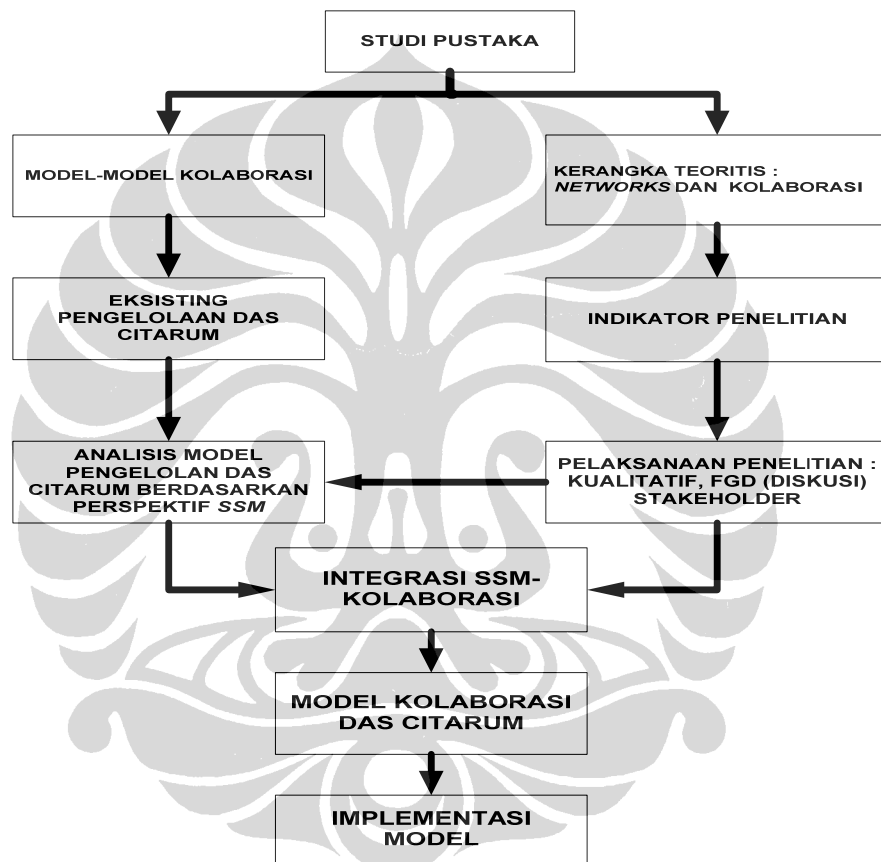 STUDI PUSTAKA
MODEL-MODEL KOLABORASI
KERANGKA TEORITIS :
NETWORKS DAN KOLABORASI
EKSISTING
PENGELOLAAN DAS
CITARUM
INDIKATOR PENELITIAN
ANALISIS MODEL
PENGELOLAN DAS
CITARUM BERDASARKAN
PERSPEKTIF SSM
PELAKSANAAN PENELITIAN :
KUALITATIF, FGD (DISKUSI)
STAKEHOLDER
INTEGRASI SSM-
KOLABORASI
MODEL KOLABORASI
DAS CITARUM
IMPLEMENTASI
MODEL